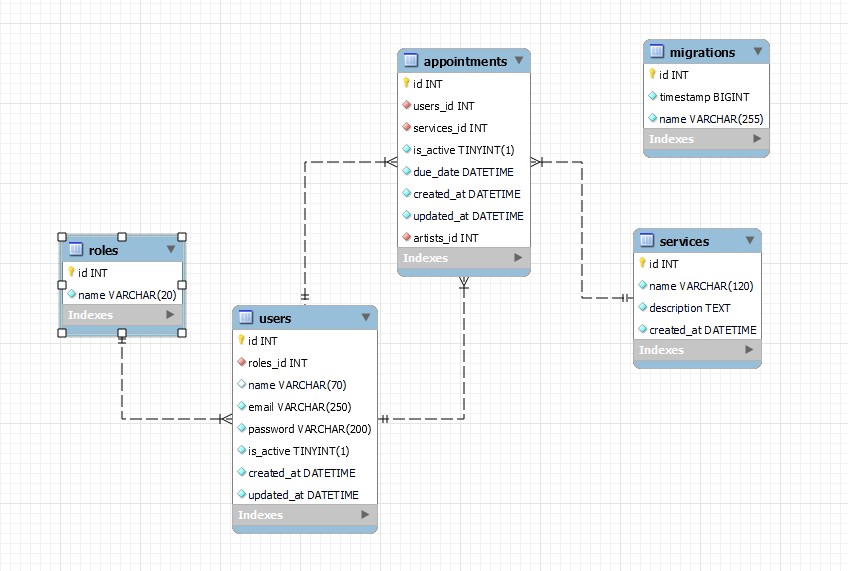 appointments
id INT
users_id INT
services_id INT
is_active TINYINT(1)
due_date DATETIME
created_at DATETIME
updated_at DATETIME
artists_id INT
Indexes
migrations
id INT
timestamp BIGINT
name VARCHAR(255)
Indexes
roles
id INT
name VARCHAR(20)
Indexes
services
id INT
name VARCHAR(120)
description TEXT
created_at DATETIME
Indexes
users
id INT
roles_id INT
name VARCHAR(70)
email VARCHAR(250)
password VARCHAR(200)
is_active TINYINT(1)
created_at DATETIME
updated_at DATETIME
Indexes